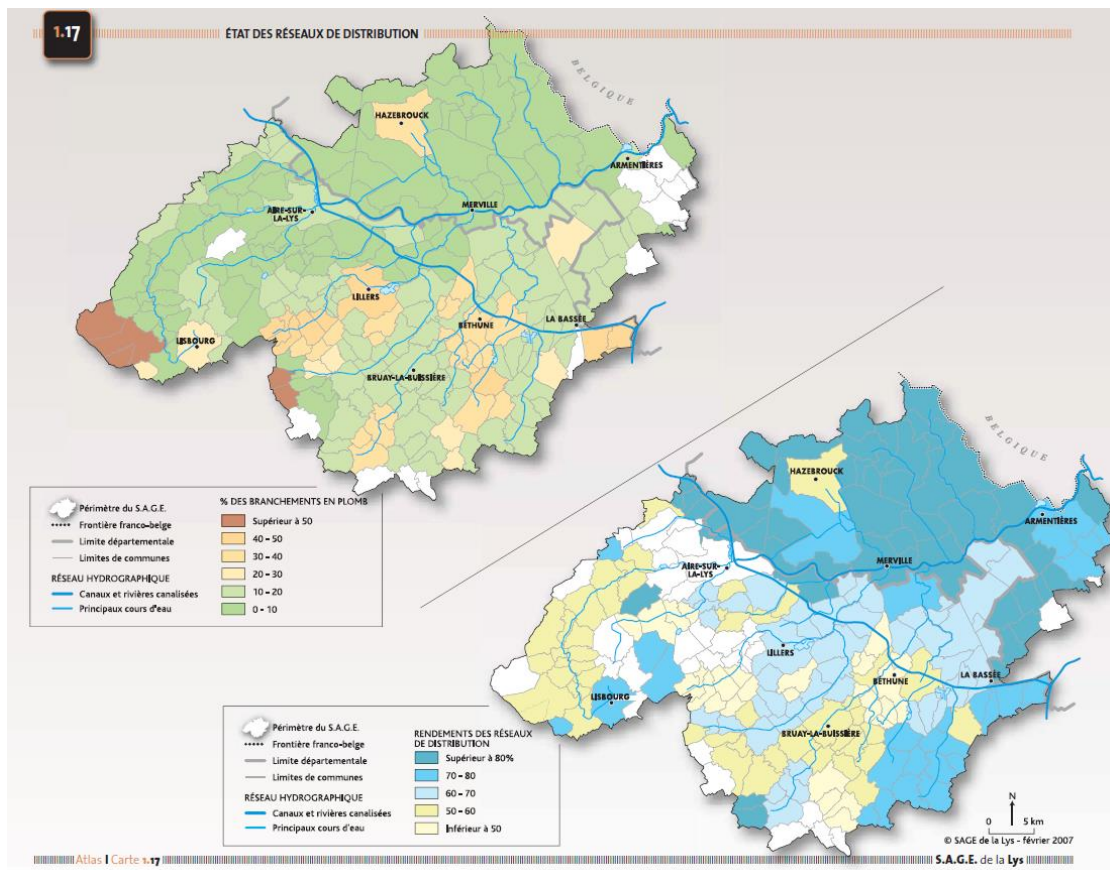 1.17
ÉTAT DES RÉSEAUX DE DISTRIBUTION
BELGIQUE
HAZEBROUCK
ARMENTIÈRES
AIRE-SUR-
LA-LYS
MERVILLE
LILLERS
BÉTHUNE
LA BASSÉE
LISBOURG
BRUAY-LA-BUISSIÈRE
Périmètre du S.A.G.E.
Frontière franco-belge
Limite départementale
Limites de communes
RÉSEAU HYDROGRAPHIQUE
Canaux et rivières canalisées
Principaux cours d'eau
% DES BRANCHEMENTS EN PLOMB
Supérieur à 50
40 - 50
30 - 40
20 - 30
10 - 20
0 - 10
BELGIQUE
HAZEBROUCK
ARMENTIÈRES
AIRE-SUR-
LA-LYS
MERVILLE
LILLERS
BÉTHUNE
LA BASSÉE
LISBOURG
BRUAY-LA-BUISSIÈRE
Périmètre du S.A.G.E.
Frontière franco-belge
Limite départementale
Limites de communes
RÉSEAU HYDROGRAPHIQUE
Canaux et rivières canalisées
Principaux cours d'eau
RENDEMENTS DES RÉSEAUX
DE DISTRIBUTION
Supérieur à 80%
70 - 80
60 - 70
50 - 60
Inférieur à 50
N
0 5 km
© SAGE de la Lys - février 2007
Atlas | Carte 1.17
S.A.G.E. de la Lys